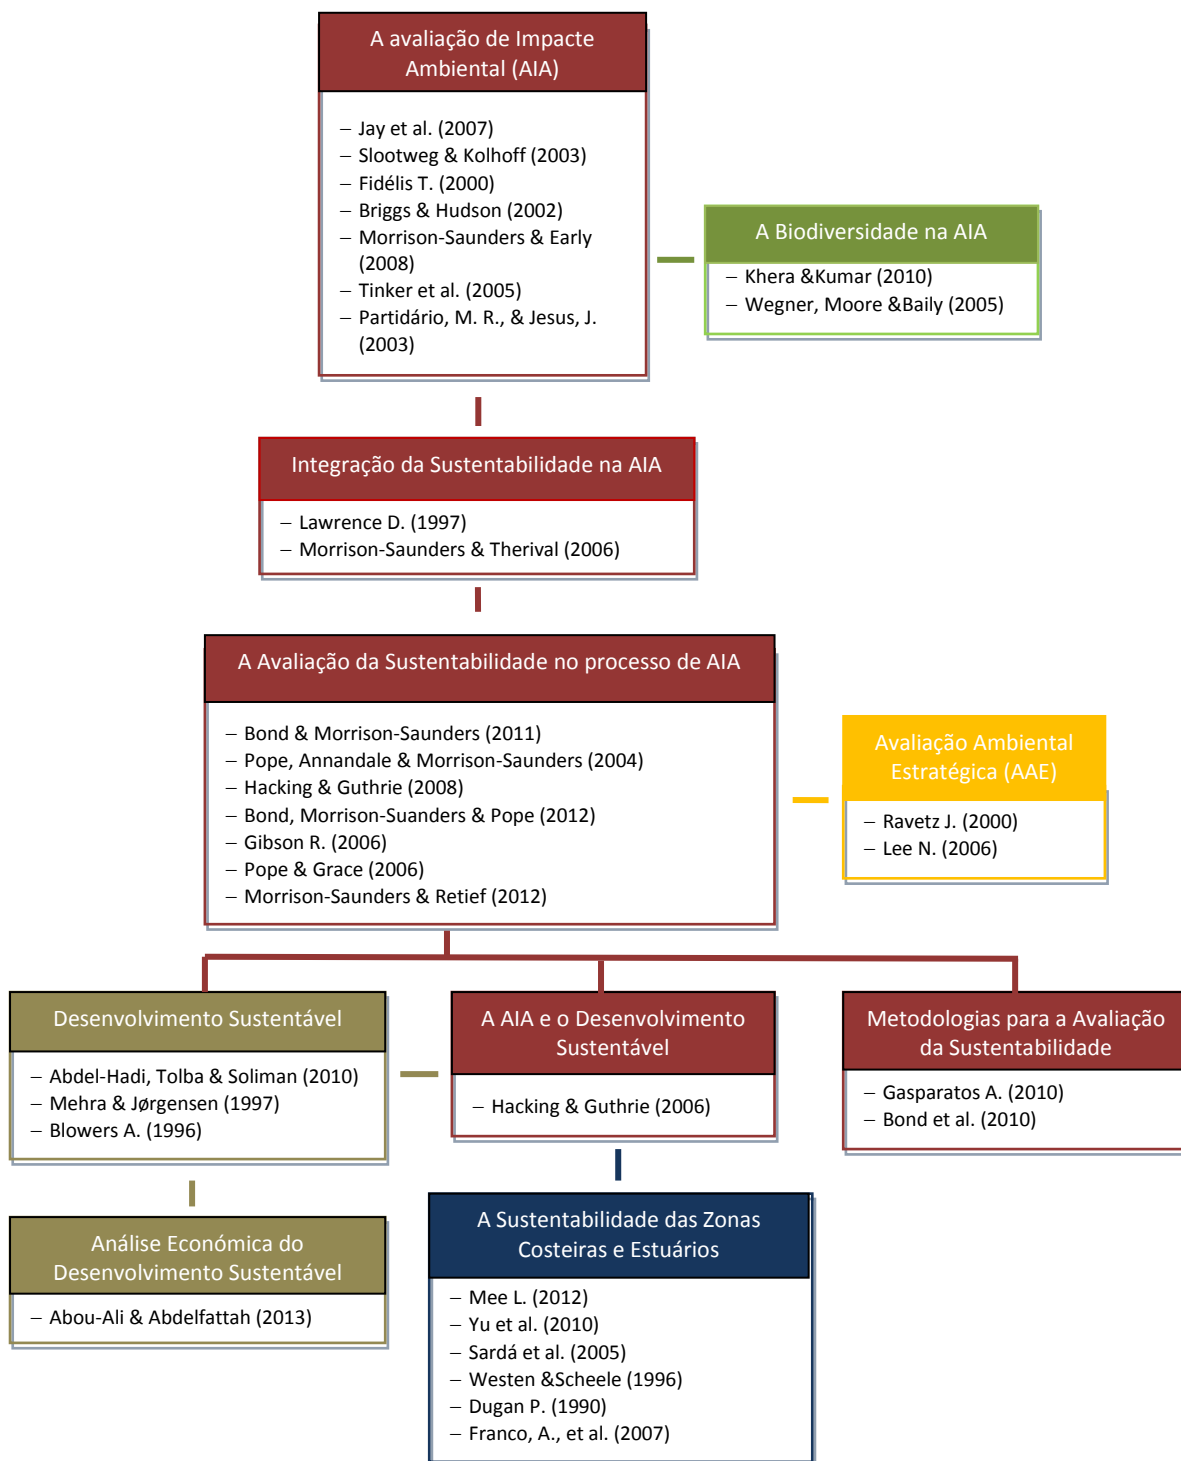 A avaliação de Impacte
Ambiental (AIA)
– Jay et al. (2007)
– Slootweg & Kolhoff (2003)
– Fidélis T. (2000)
– Briggs & Hudson (2002)
– Morrison-Saunders & Early
(2008)
– Tinker et al. (2005)
– Partidário, M. R., & Jesus, J.
(2003)
A Biodiversidade na AIA
– Khera &Kumar (2010)
– Wegner, Moore &Baily (2005)
Integração da Sustentabilidade na AIA
– Lawrence D. (1997)
– Morrison-Saunders & Therival (2006)
A Avaliação da Sustentabilidade no processo de AIA
– Bond & Morrison-Saunders (2011)
– Pope, Annandale & Morrison-Saunders (2004)
– Hacking & Guthrie (2008)
– Bond, Morrison-Suanders & Pope (2012)
– Gibson R. (2006)
– Pope & Grace (2006)
– Morrison-Saunders & Retief (2012)
Avaliação Ambiental
Estratégica (AAE)
– Ravetz J. (2000)
– Lee N. (2006)
Desenvolvimento Sustentável
– Abdel-Hadi, Tolba & Soliman (2010)
– Mehra & Jørgensen (1997)
– Blowers A. (1996)
A AIA e o Desenvolvimento
Sustentável
– Hacking & Guthrie (2006)
Metodologias para a Avaliação
da Sustentabilidade
– Gasparatos A. (2010)
– Bond et al. (2010)
Análise Económica do
Desenvolvimento Sustentável
– Abou-Ali & Abdelfattah (2013)
A Sustentabilidade das Zonas
Costeiras e Estuários
– Mee L. (2012)
– Yu et al. (2010)
– Sardá et al. (2005)
– Westen &Scheele (1996)
– Dugan P. (1990)
– Franco, A., et al. (2007)